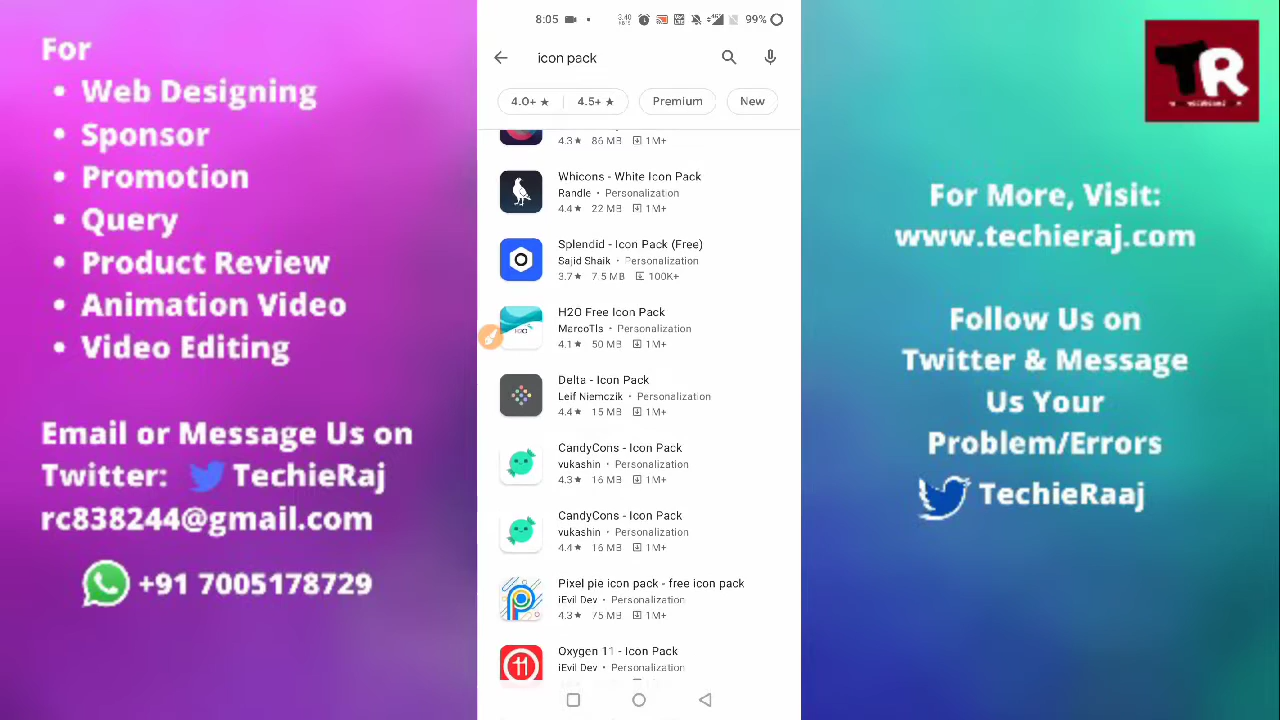 For
• Web Designing
• Sponsor
• Promotion
• Query
• Product Review
• Animation Video
• Video Editing
Email or Message Us on
Twitter: TechieRaj
rc838244@gmail.com
+91 7005178729
8:05
99%
icon pack
4.0+ ★ 4.5+ ★ Premium New
4.3★ 86 MB 1M+
Whicons - White Icon Pack
Randle • Personalization
4.4★ 22 MB 1M+
Splendid - Icon Pack (Free)
Sajid Shaik • Personalization
3.7★ 7.5 MB 100K+
H2O Free Icon Pack
MarcoTls • Personalization
4.1★ 50 MB 1M+
Delta - Icon Pack
Leif Niemczik • Personalization
4.4★ 15 MB 1M+
CandyCons - Icon Pack
vukashin • Personalization
4.3★ 16 MB 1M+
CandyCons - Icon Pack
vukashin • Personalization
4.4★ 16 MB 1M+
Pixel pie icon pack - free icon pack
iEvil Dev • Personalization
4.3★ 75 MB 1M+
Oxygen 11 - Icon Pack
iEvil Dev • Personalization
TR
For More, Visit:
www.techieraj.com
Follow Us on
Twitter & Message
Us Your
Problem/Errors
TechieRaaj